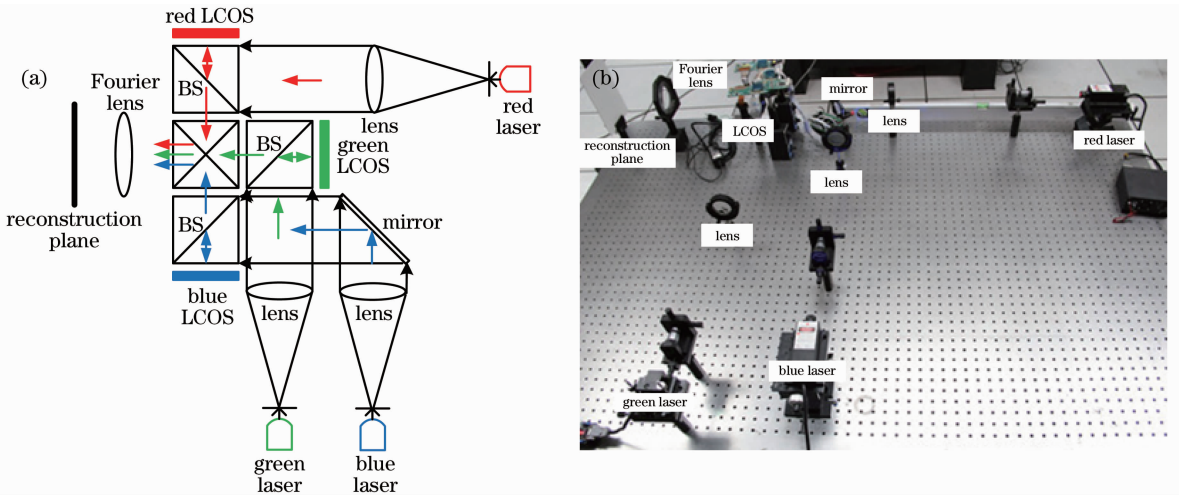 red LCOS
(a)
Fourier
lens
BS
lens
red
laser
BS
green
LCOS
reconstruction
plane
BS
mirror
blue
LCOS
lens
lens
green
laser
blue
laser
(b)
Fourier
lens
mirror
lens
LCOS
red laser
reconstruction
plane
lens
lens
blue laser
green laser